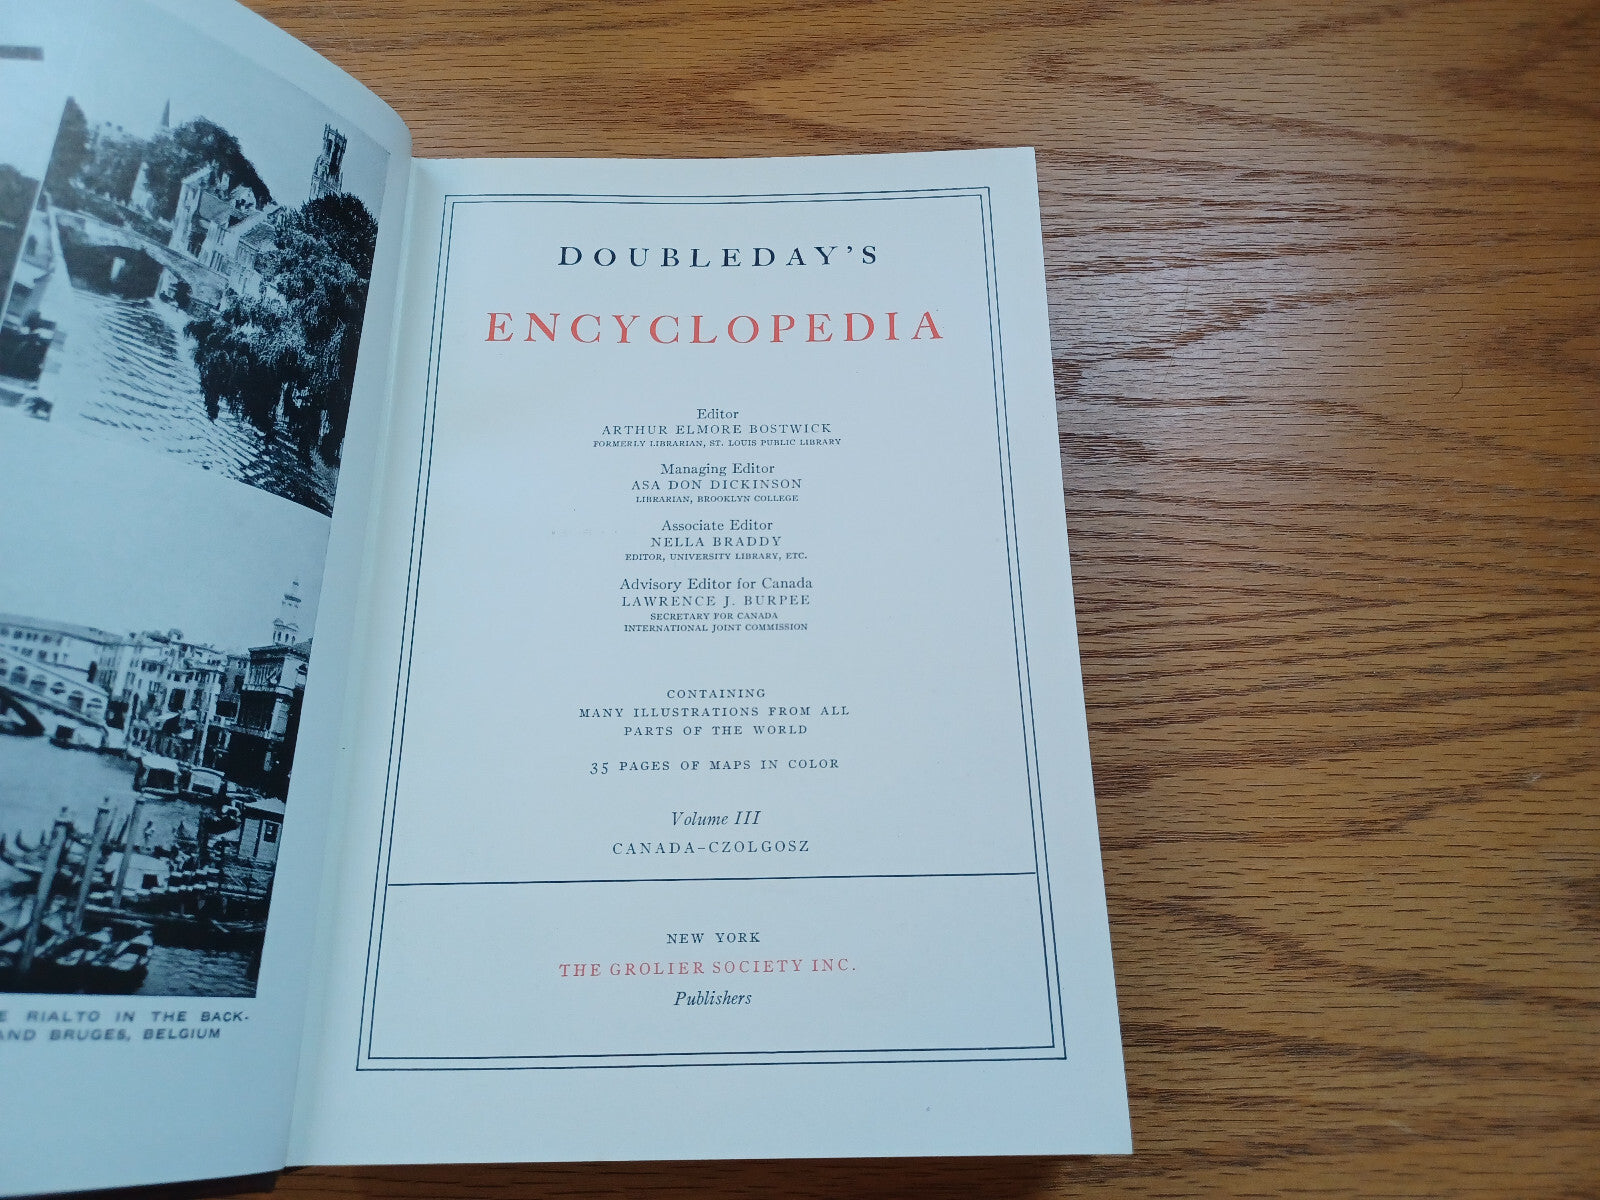 E RIALTO IN THE BACK-
AND BRUGES, BELGIUM
DOUBLEDAY'S
ENCYCLOPEDIA
Editor
ARTHUR ELMORE BOSTWICK
FORMERLY LIBRARIAN, ST. LOUIS PUBLIC LIBRARY
Managing Editor
ASA DON DICKINSON
LIBRARIAN, BROOKLYN COLLEGE
Associate Editor
NELLA BRADDY
EDITOR, UNIVERSITY LIBRARY, ETC.
Advisory Editor for Canada
LAWRENCE J. BURPEE
SECRETARY FOR CANADA
INTERNATIONAL JOINT COMMISSION
CONTAINING
MANY ILLUSTRATIONS FROM ALL
PARTS OF THE WORLD
35 PAGES OF MAPS IN COLOR
Volume III
CANADA–CZOLGOSZ
NEW YORK
THE GROLIER SOCIETY INC.
Publishers